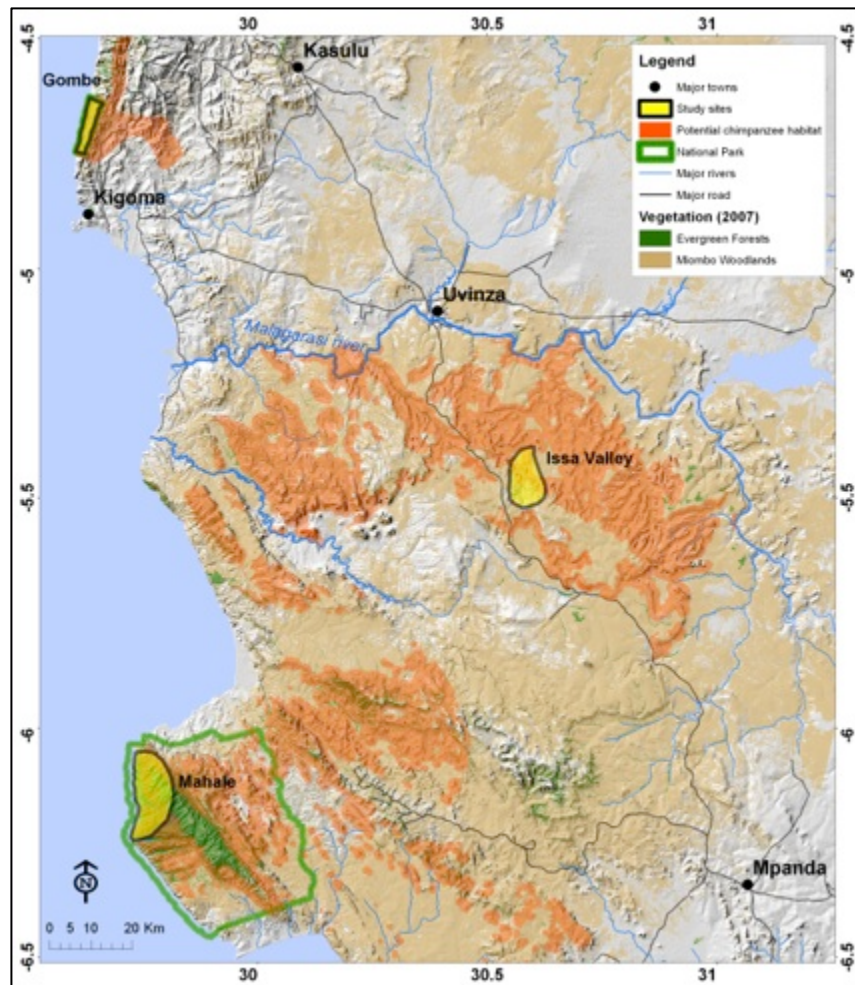 30
30.5
31
-4.5
-4.5
Kasulu
Gombe
Legend
Major towns
Study sites
Potential chimpanzee habitat
National Park
Major rivers
Major road
Vegetation (2007)
Evergreen Forests
Miombo Woodlands
Kigoma
-5
-5
Uvinza
Malagarasi river
Issa Valley
-5.5
-5.5
-6
-6
Mahale
N
Mpanda
0 5 10 20 Km
-6.5
-6.5
30
30.5
31